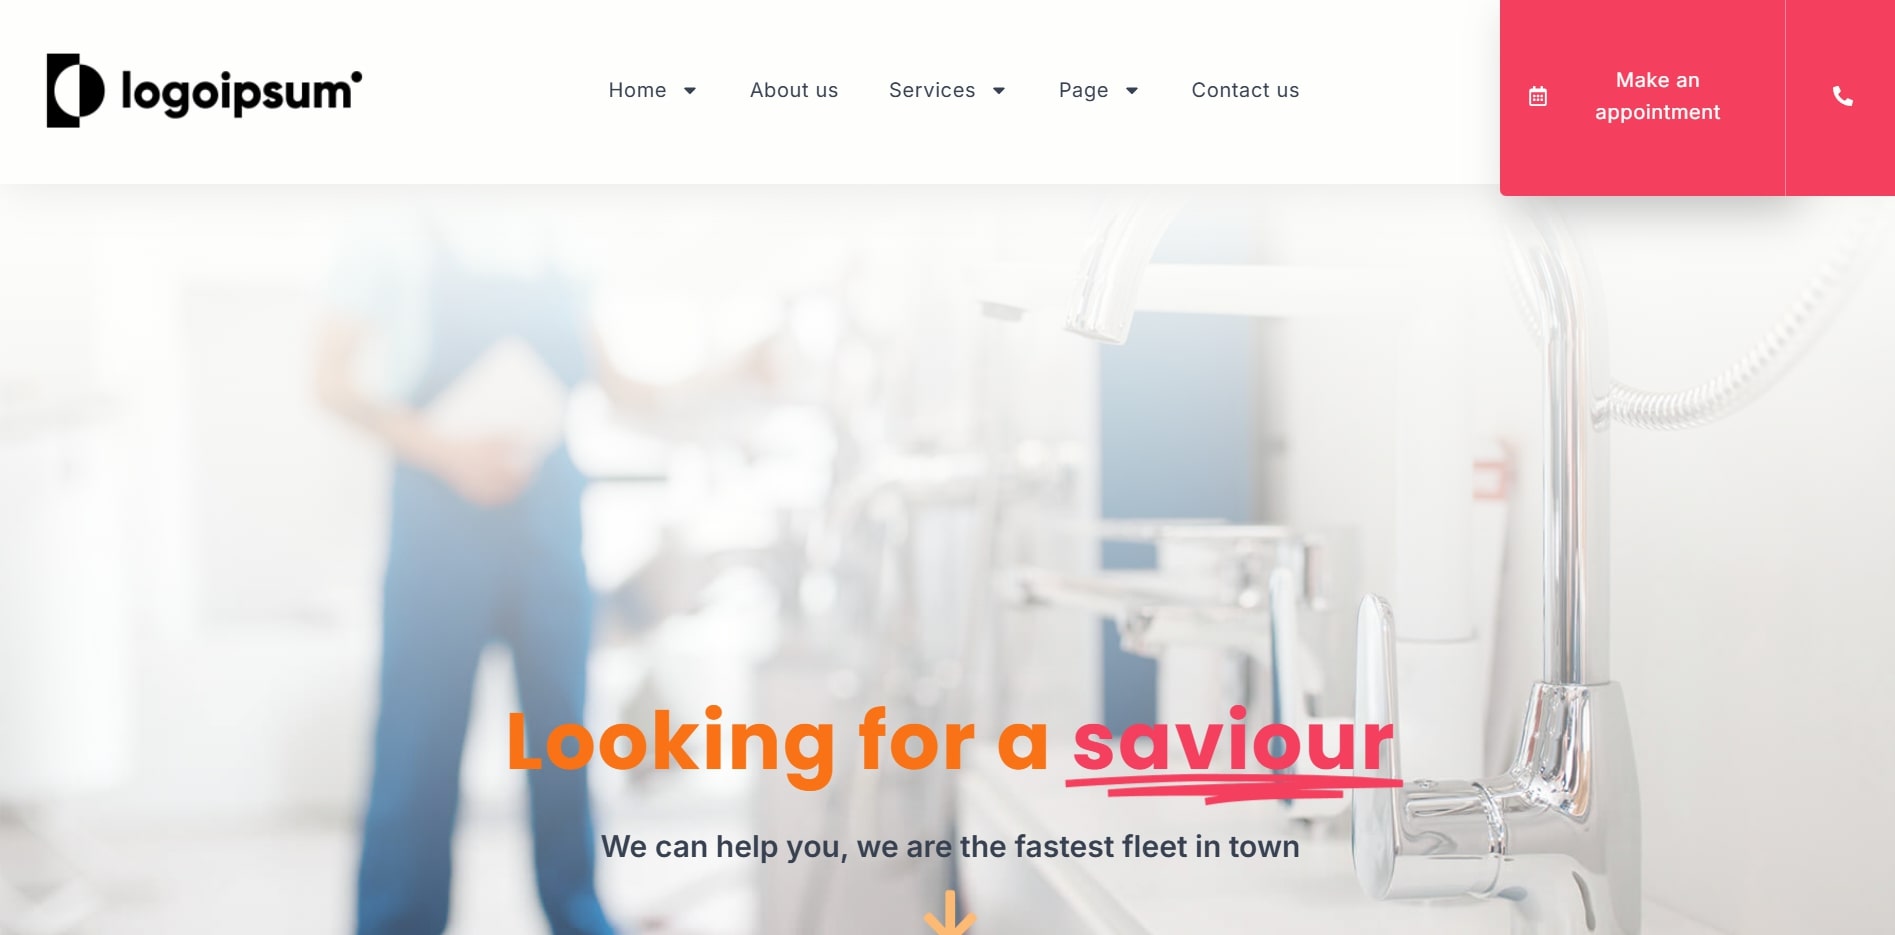 logoipsum
Home
About us
Services
Page
Contact us
Make an
appointment
Looking for a saviour
We can help you, we are the fastest fleet in town